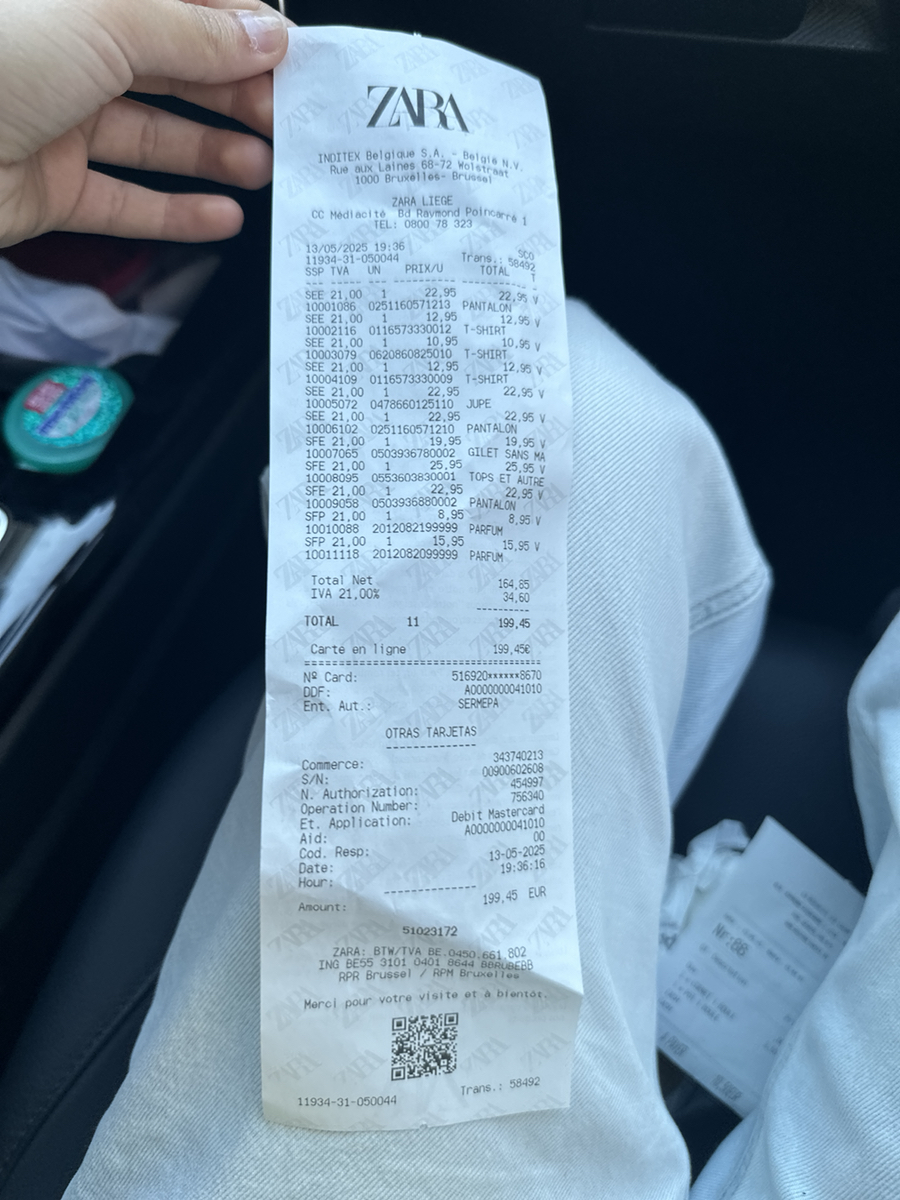 ZARA
INDITEX Belgique S.A. - Belgie N.V.
Rue aux Laines 68-72 Wolstraat
1000 Bruxelles- Brussel
ZARA LIEGE
CC Médiacité Bd Raymond Poincarré 1
TEL: 0800 78 323
13/05/2025 19:36 SCO
11934-31-050044 Trans.: 58492
SSP TVA UN PRIX/U TOTAL T
SEE 21,00 1 22,95 22,95 V
10001086 0251160571213 PANTALON
SEE 21,00 1 12,95 12,95 V
10002116 0116573330012 T-SHIRT
SEE 21,00 1 10,95 10,95 V
10003079 0620860825010 T-SHIRT
SEE 21,00 1 12,95 12,95 V
10004109 0116573330009 T-SHIRT
SEE 21,00 1 22,95 22,95 V
10005072 0478660125110 JUPE
SEE 21,00 1 22,95 22,95 V
10006102 0251160571210 PANTALON
SFE 21,00 1 19,95 19,95 V
10007065 0503936780002 GILET SANS MA
SFE 21,00 1 25,95 25,95 V
10008095 0553603830001 TOPS ET AUTRE
SFE 21,00 1 22,95 22,95 V
10009058 0503936880002 PANTALON
SFP 21,00 1 8,95 8,95 V
10010088 2012082199999 PARFUM
SFP 21,00 1 15,95 15,95 V
10011118 2012082099999 PARFUM
Total Net 164,85
IVA 21,00% 34,60
TOTAL 11 199,45
Carte en ligne 199,45€
Nº Card: 516920******8670
DDF: A0000000041010
Ent. Aut.: SERMEPA
OTRAS TARJETAS
Commerce: 343740213
S/N: 00900602608
N. Authorization: 454997
Operation Number: 756340
Et. Application: Debit Mastercard
Aid: A0000000041010
Cod. Resp: 00
Date: 13-05-2025
Hour: 19:36:16
Amount: 199,45 EUR
51023172
ZARA: BTW/TVA BE.0450.661.802
ING BE55 3101 0401 8644 BBRUBEBB
RPR Brussel / RPM Bruxelles
Merci pour votre visite et à bientôt.
11934-31-050044 Trans.: 58492
Nr:66